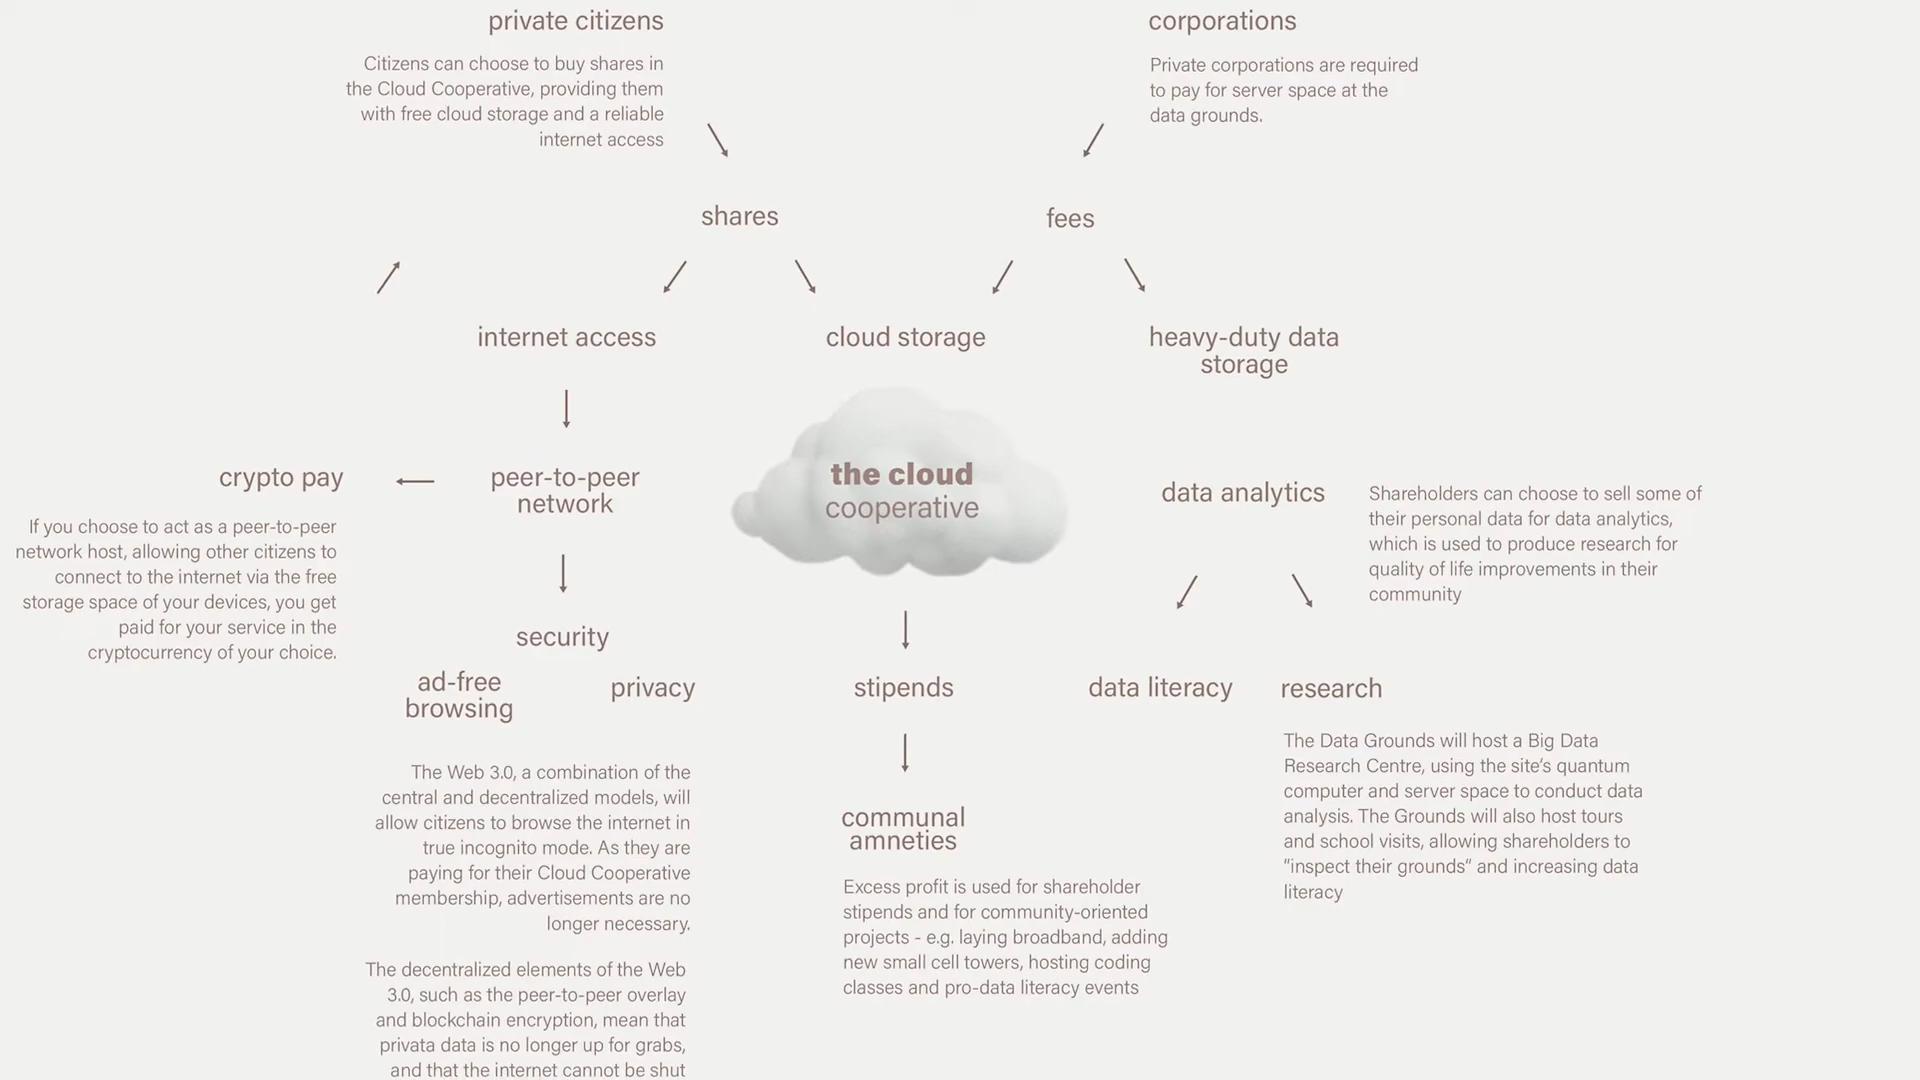 private citizens
Citizens can choose to buy shares in
the Cloud Cooperative, providing them
with free cloud storage and a reliable
internet access
corporations
Private corporations are required
to pay for server space at the
data grounds.
shares
fees
internet access
cloud storage
heavy-duty data
storage
crypto pay
If you choose to act as a peer-to-peer
network host, allowing other citizens to
connect to the internet via the free
storage space of your devices, you get
paid for your service in the
cryptocurrency of your choice.
peer-to-peer
network
the cloud
cooperative
data analytics
Shareholders can choose to sell some of
their personal data for data analytics,
which is used to produce research for
quality of life improvements in their
community
security
ad-free
browsing
privacy
The Web 3.0, a combination of the
central and decentralized models, will
allow citizens to browse the internet in
true incognito mode. As they are
paying for their Cloud Cooperative
membership, advertisements are no
longer necessary.
The decentralized elements of the Web
3.0, such as the peer-to-peer overlay
and blockchain encryption, mean that
privata data is no longer up for grabs,
and that the internet cannot be shut
stipends
communal
amneties
Excess profit is used for shareholder
stipends and for community-oriented
projects - e.g. laying broadband, adding
new small cell towers, hosting coding
classes and pro-data literacy events
data literacy
research
The Data Grounds will host a Big Data
Research Centre, using the site's quantum
computer and server space to conduct data
analysis. The Grounds will also host tours
and school visits, allowing shareholders to
"inspect their grounds" and increasing data
literacy